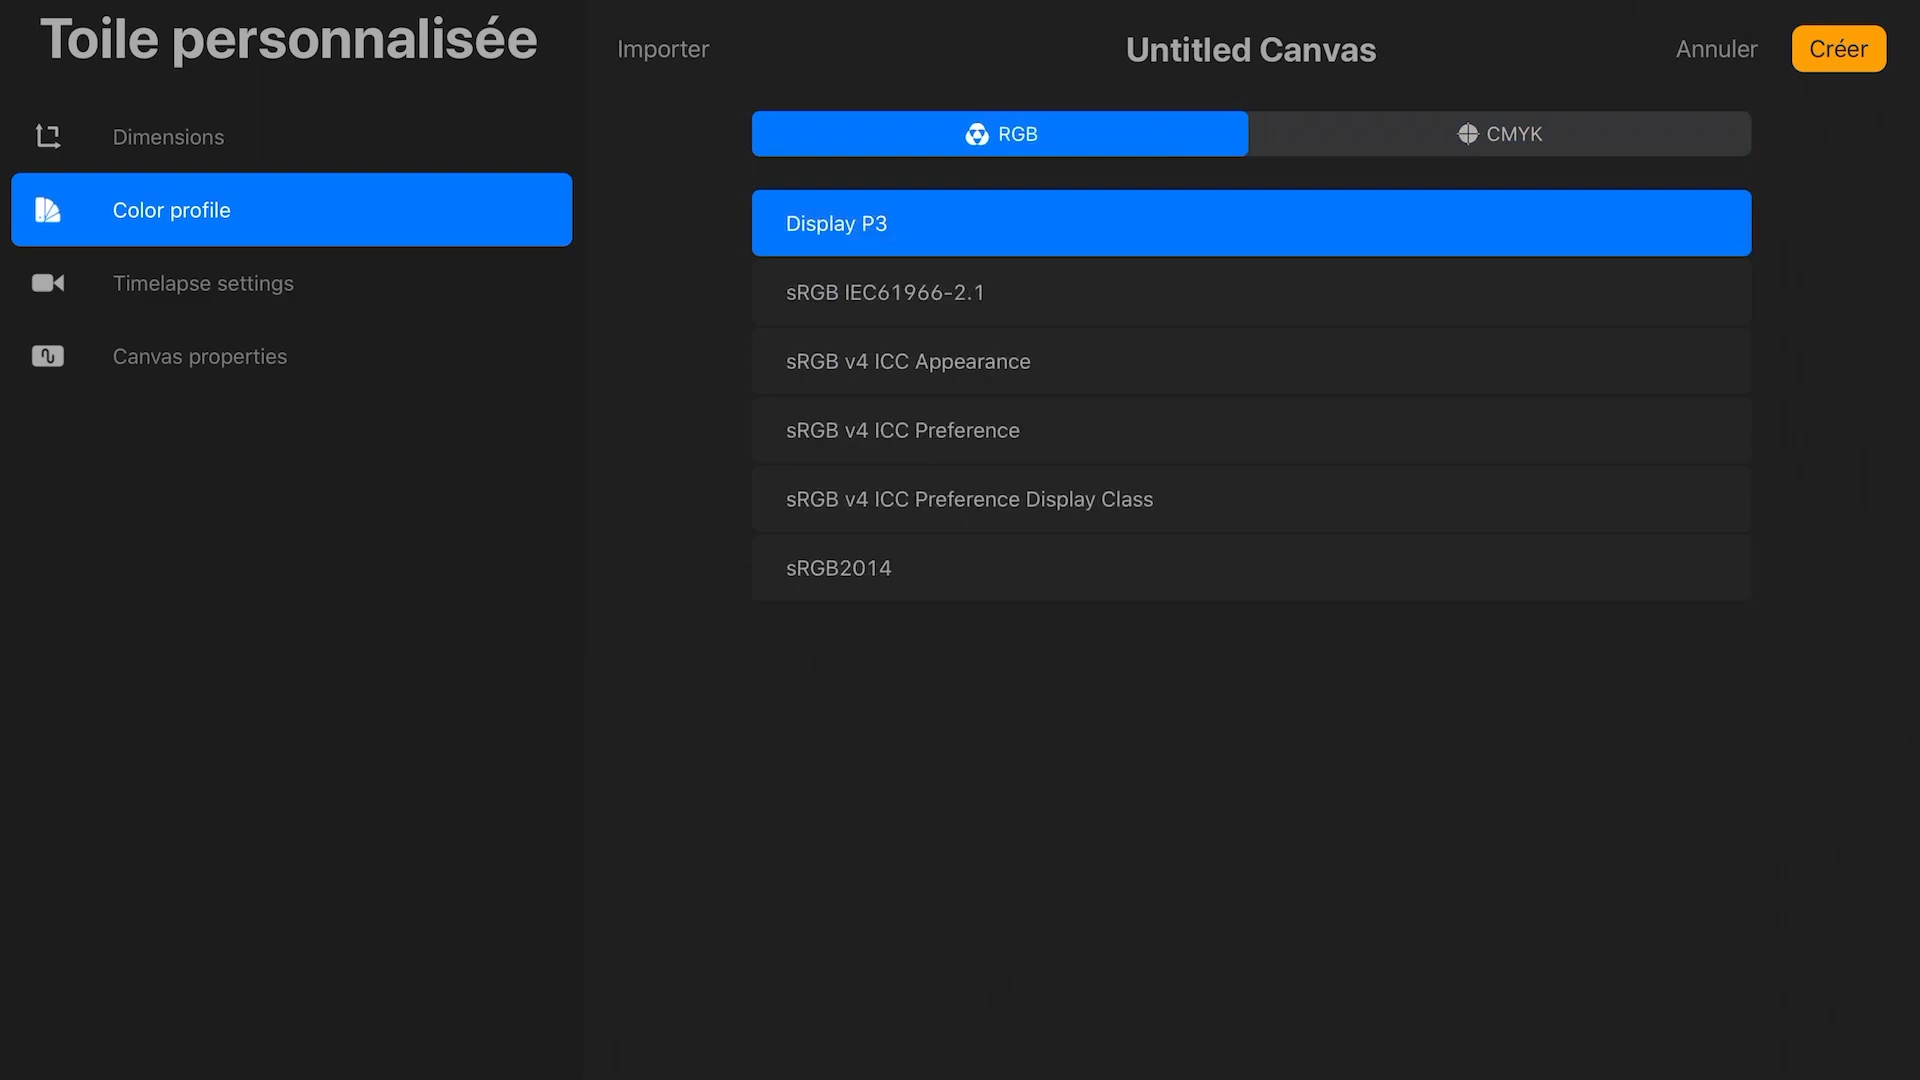 Toile personnalisée
Importer
Untitled Canvas
Annuler
Créer
Dimensions
Color profile
Timelapse settings
Canvas properties
RGB
CMYK
Display P3
sRGB IEC61966-2.1
sRGB v4 ICC Appearance
sRGB v4 ICC Preference
sRGB v4 ICC Preference Display Class
sRGB2014